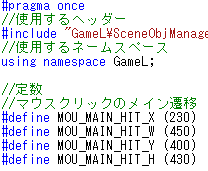 #pragma once
//使用するヘッダー
#include "GameL¥SceneObjManage
//使用するネームスペース
using namespace GameL;

//定数
//マウスクリックのメイン遷移
#define MOU_MAIN_HIT_X (230)
#define MOU_MAIN_HIT_W (450)
#define MOU_MAIN_HIT_Y (400)
#define MOU_MAIN_HIT_H (430)